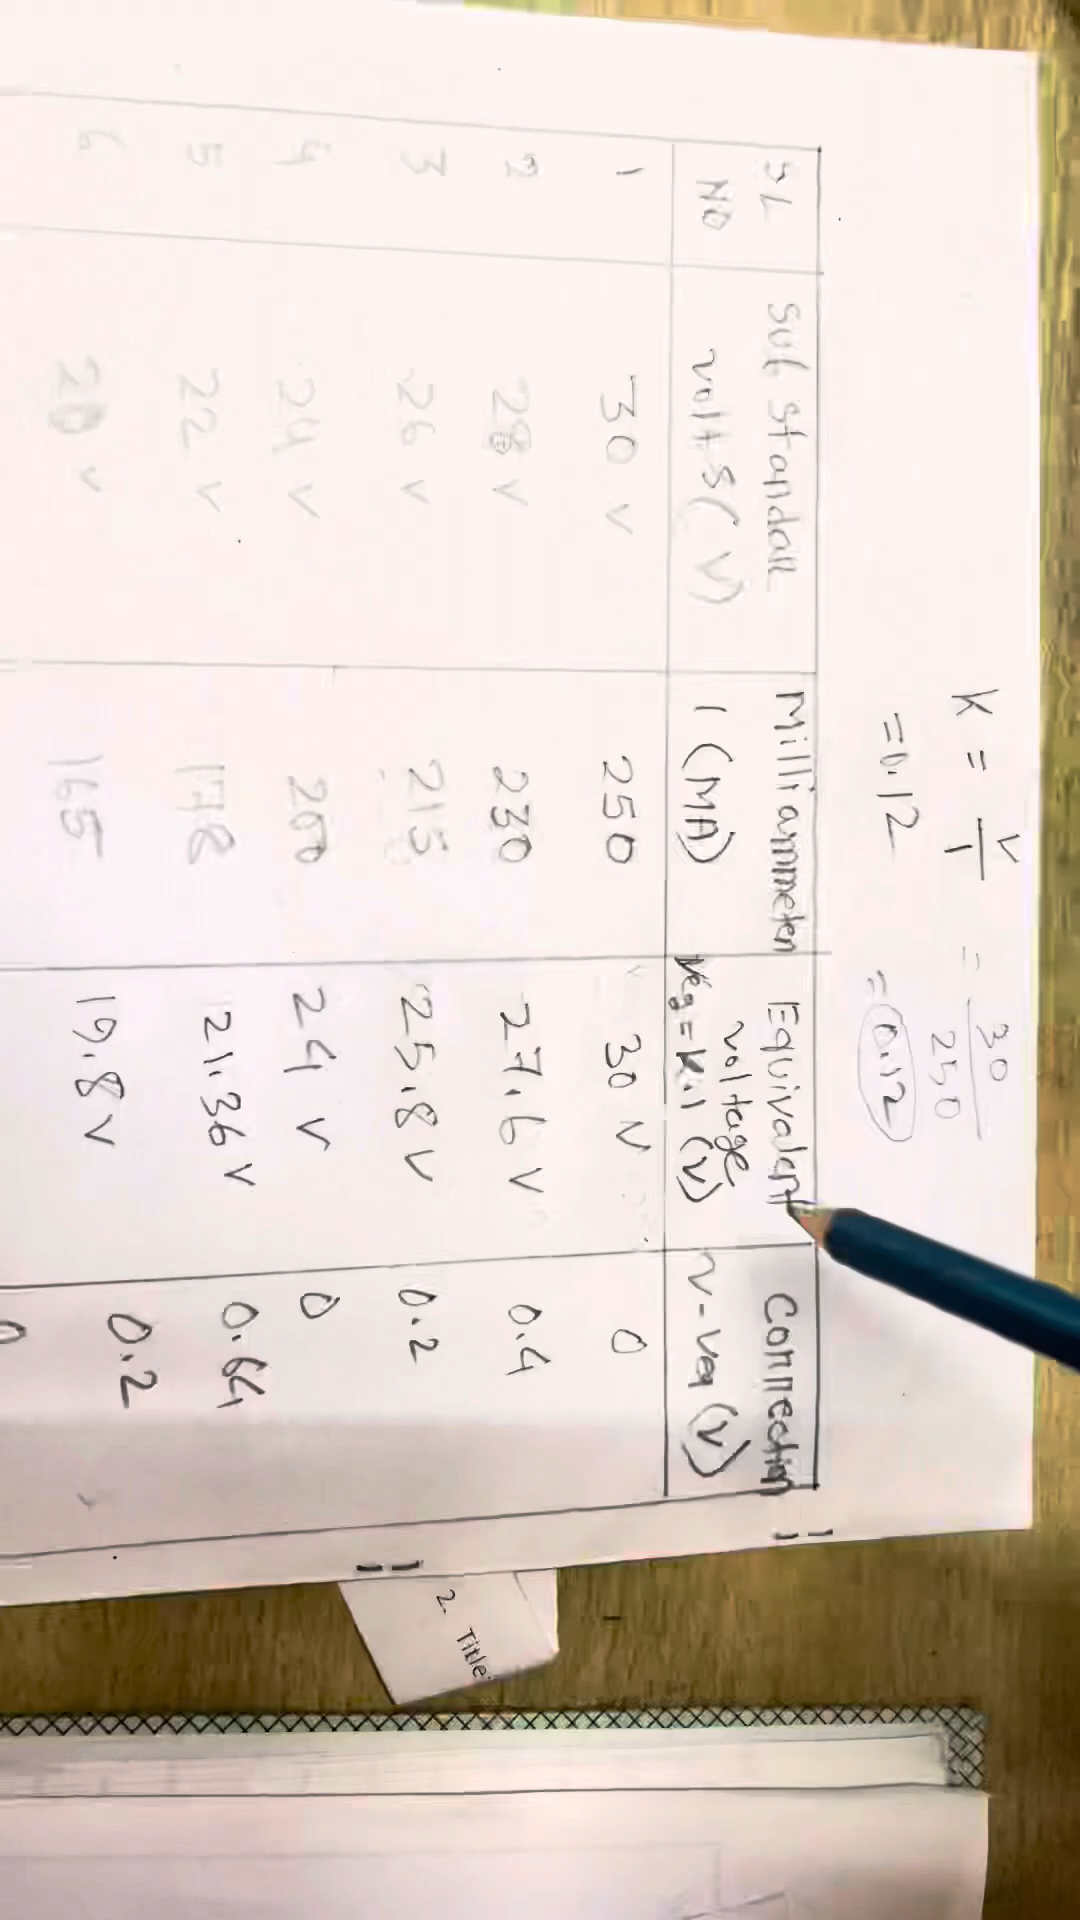 K = V/I = 30/250
= 0.12 = 0.12
SL NO | Sub Standar volts (V) | Milliammeter I (MA) | Equivalent voltage Veq = K.I (V) | Correction V-Veq (V)
1 | 30 V | 250 | 30 V | 0
2 | 28 V | 230 | 27.6 V | 0.4
3 | 26 V | 215 | 25.8 V | 0.2
4 | 24 V | 200 | 24 V | 0
5 | 22 V | 178 | 21.36 V | 0.64
6 | 20 V | 165 | 19.8 V | 0.2
0
2. Title: